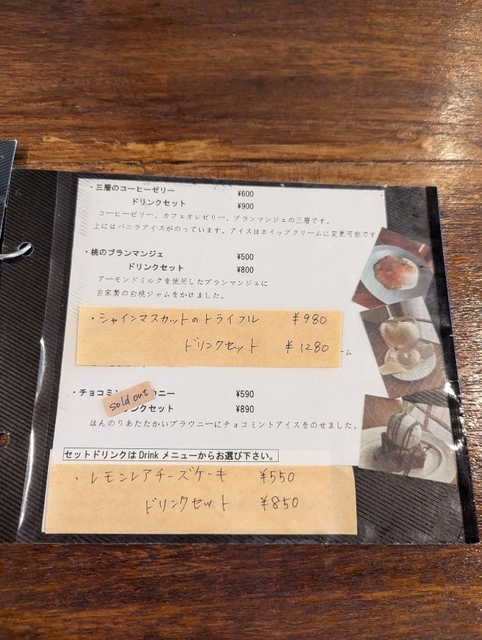 ・三層のコーヒーゼリー ¥600
ドリンクセット ¥900
コーヒーゼリー、カフェオレゼリー、ブランマンジェの三層です。
上にはバニラアイスがのっています。アイスはホイップクリームに変更可能です
・桃のブランマンジェ ¥500
ドリンクセット ¥800
アーモンドミルクを使用したブランマンジェに
自家製の白桃ジャムをかけました。
・シャインマスカットのトライフル ¥980
ドリンクセット ¥1280
ーム
・チョコミン ウニー ¥590
sold out
ンクセット ¥890
ほんのりあたたかいブラウニーにチョコミントアイスをのせました。
セットドリンクは Drink メニューからお選び下さい。
・レモンレアチーズケーキ ¥550
ドリンクセット ¥850